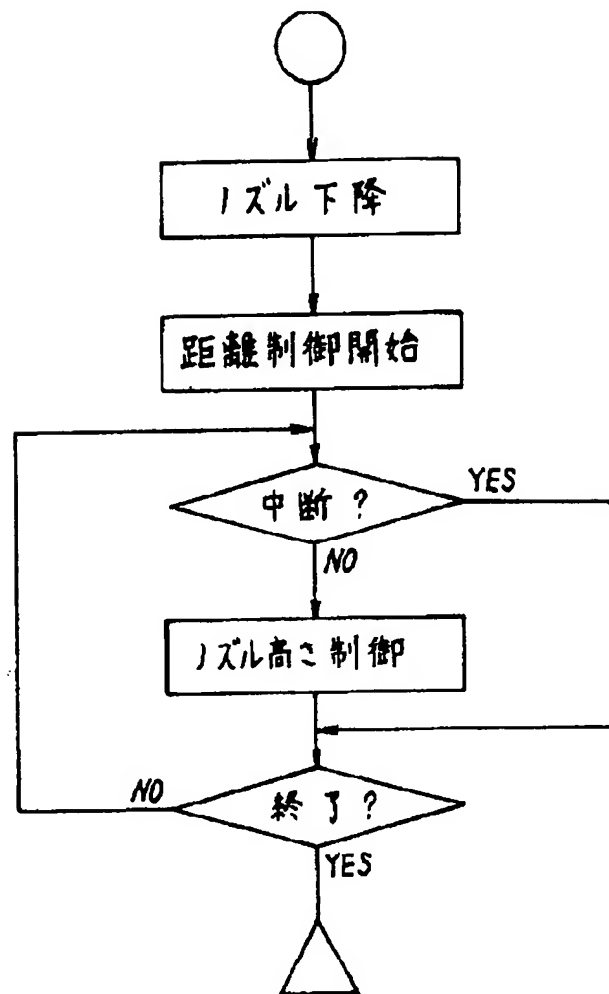 ノズル下降
距離制御開始
中断?
YES
NO
ノズル高さ制御
終了?
NO
YES